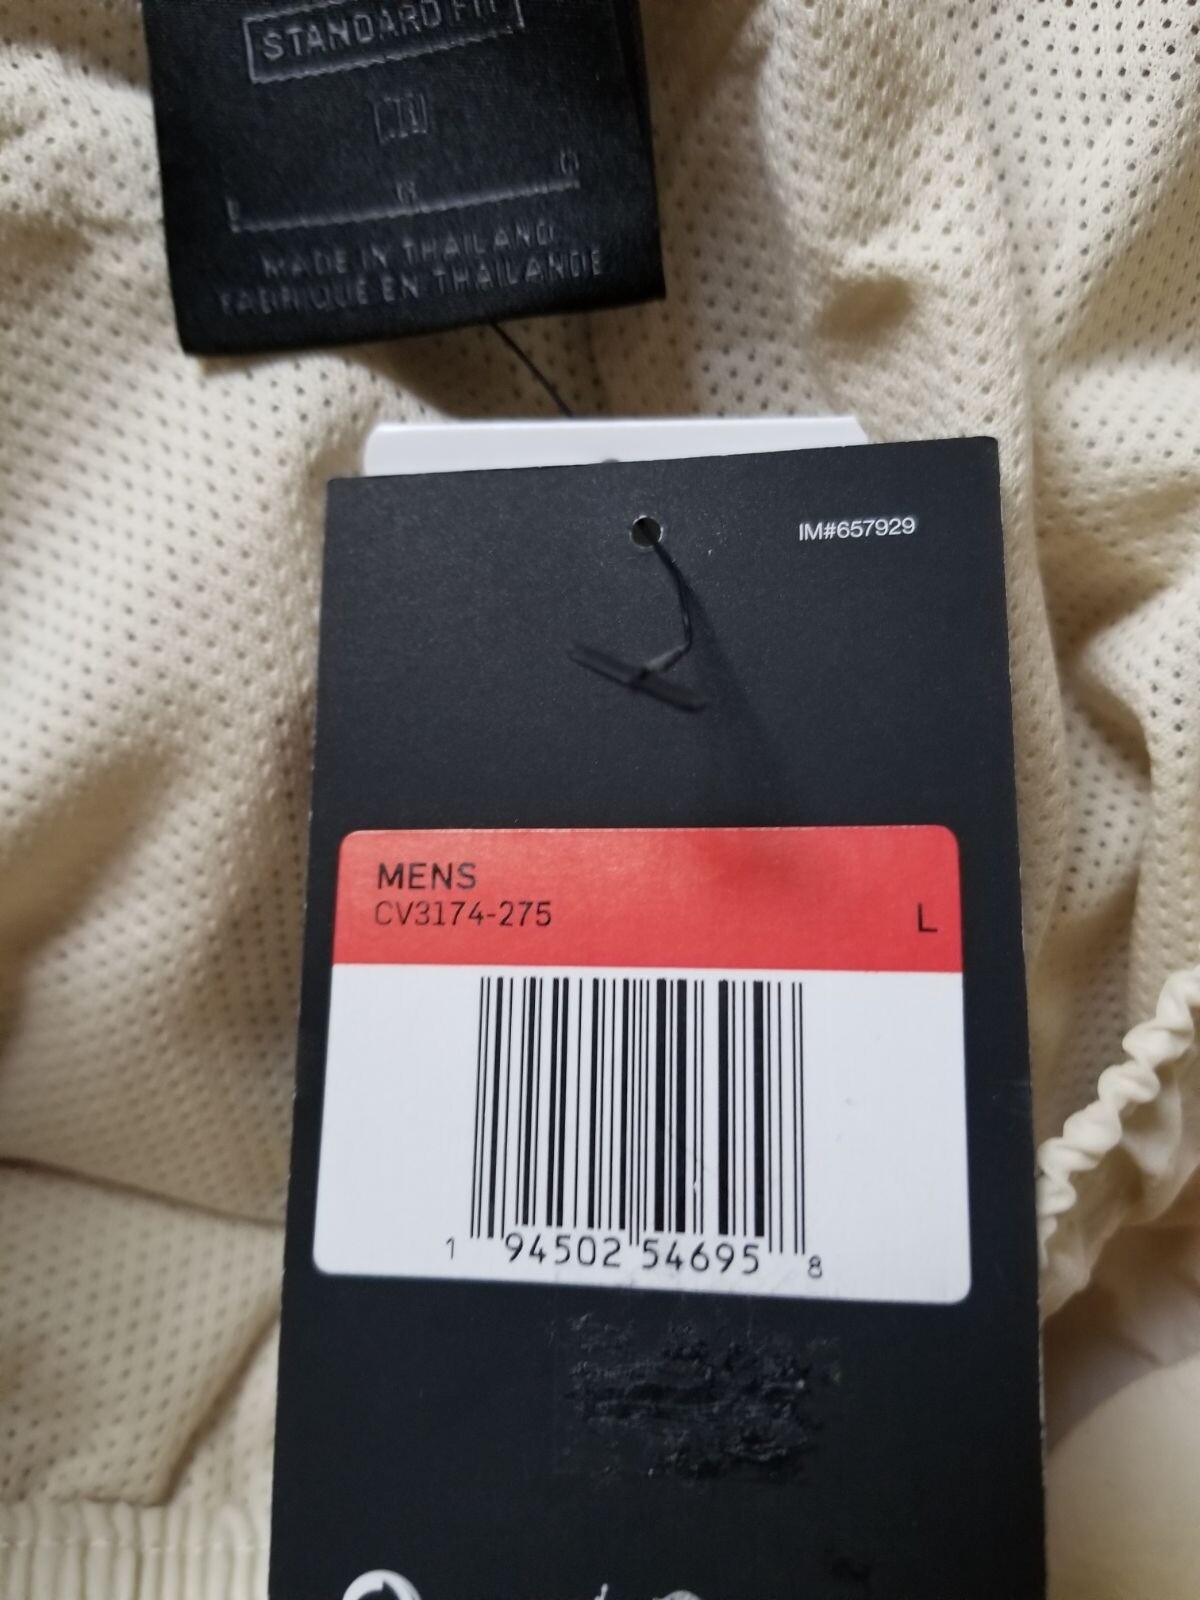 STANDARD FIT
MADE IN THAILAND
FABRIQUÉ EN THAÏLANDE
IM#657929
MENS
CV3174-275
L
1 94502 54695 8